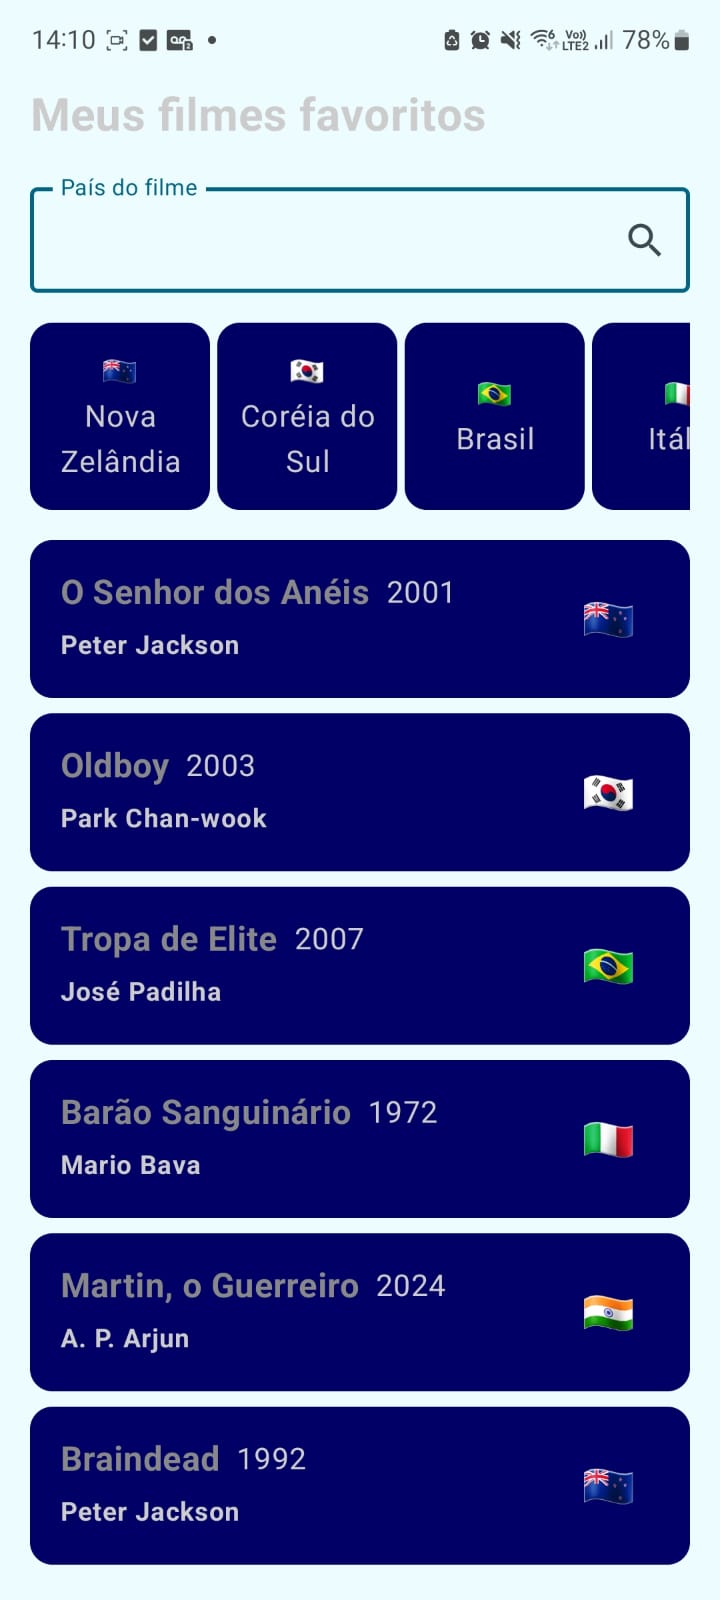 14:10 Vo)) LTE2 78%
Meus filmes favoritos
País do filme
Nova Zelândia
Coréia do Sul
Brasil
Itál
O Senhor dos Anéis 2001
Peter Jackson
Oldboy 2003
Park Chan-wook
Tropa de Elite 2007
José Padilha
Barão Sanguinário 1972
Mario Bava
Martin, o Guerreiro 2024
A. P. Arjun
Braindead 1992
Peter Jackson